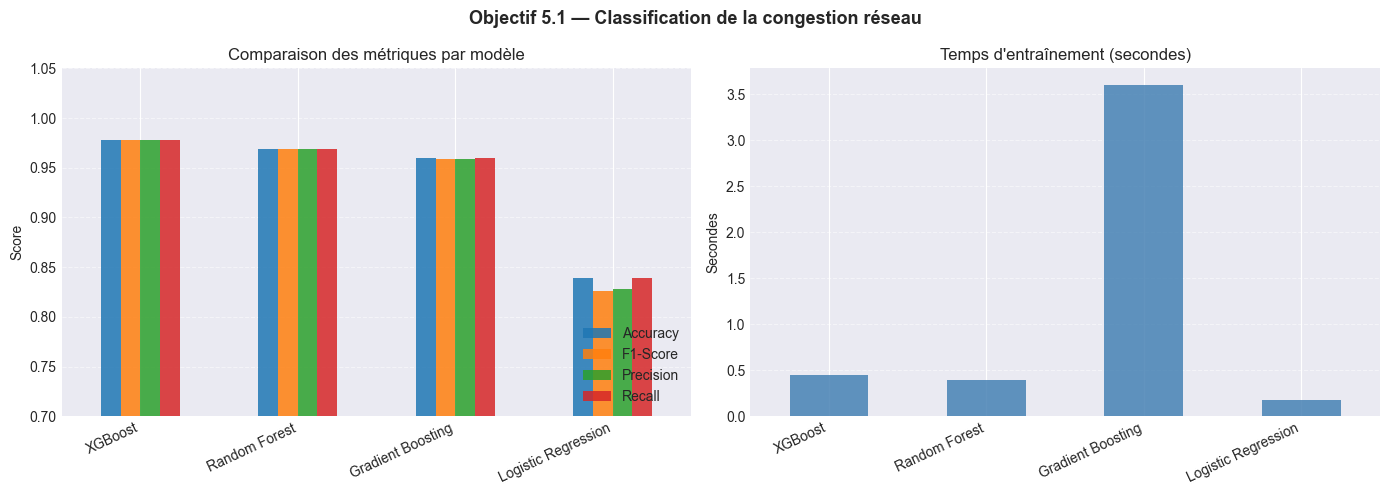 Objectif 5.1 — Classification de la congestion réseau
Comparaison des métriques par modèle
1.05
1.00
0.95
0.90
0.85
0.80
0.75
0.70
Score
XGBoost
Random Forest
Gradient Boosting
Logistic Regression
Accuracy
F1-Score
Precision
Recall
Temps d'entraînement (secondes)
3.5
3.0
2.5
2.0
1.5
1.0
0.5
0.0
Secondes
XGBoost
Random Forest
Gradient Boosting
Logistic Regression